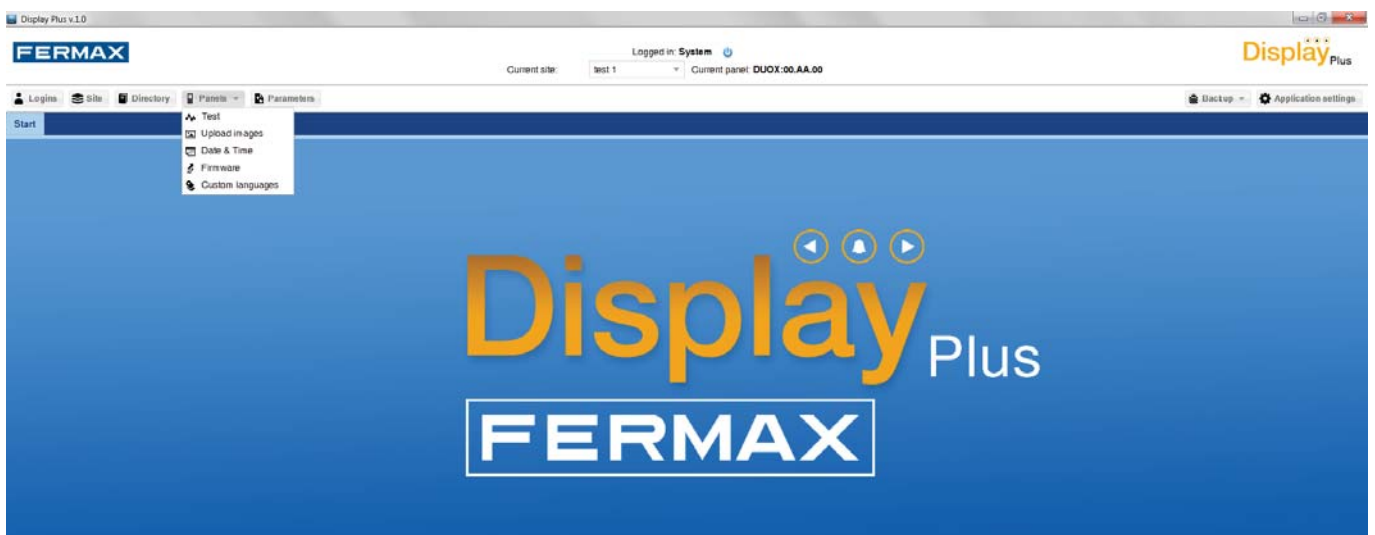 Display Plus v.1.0
FERMAX
Logged in: System
Display Plus
Current site: test 1 Current panel: DUOX:00.AA.00
Logins Site Directory Panels Parameters Backup Application settings
Start
Test
Upload images
Date & Time
Firmware
Custom languages
Display Plus
FERMAX